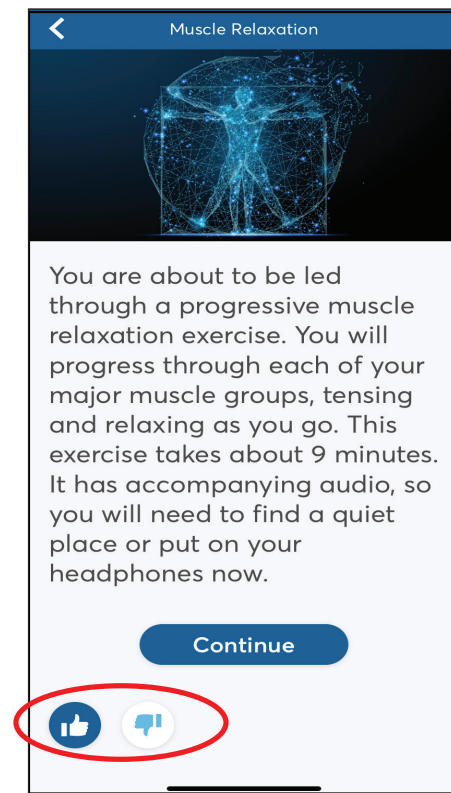 Muscle Relaxation
You are about to be led
through a progressive muscle
relaxation exercise. You will
progress through each of your
major muscle groups, tensing
and relaxing as you go. This
exercise takes about 9 minutes.
It has accompanying audio, so
you will need to find a quiet
place or put on your
headphones now.
Continue